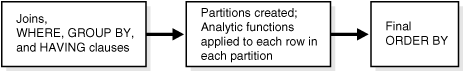 Joins,
WHERE, GROUP BY,
and HAVING clauses
Partitions created;
Analytic functions
applied to each row in
each partition
Final
ORDER BY